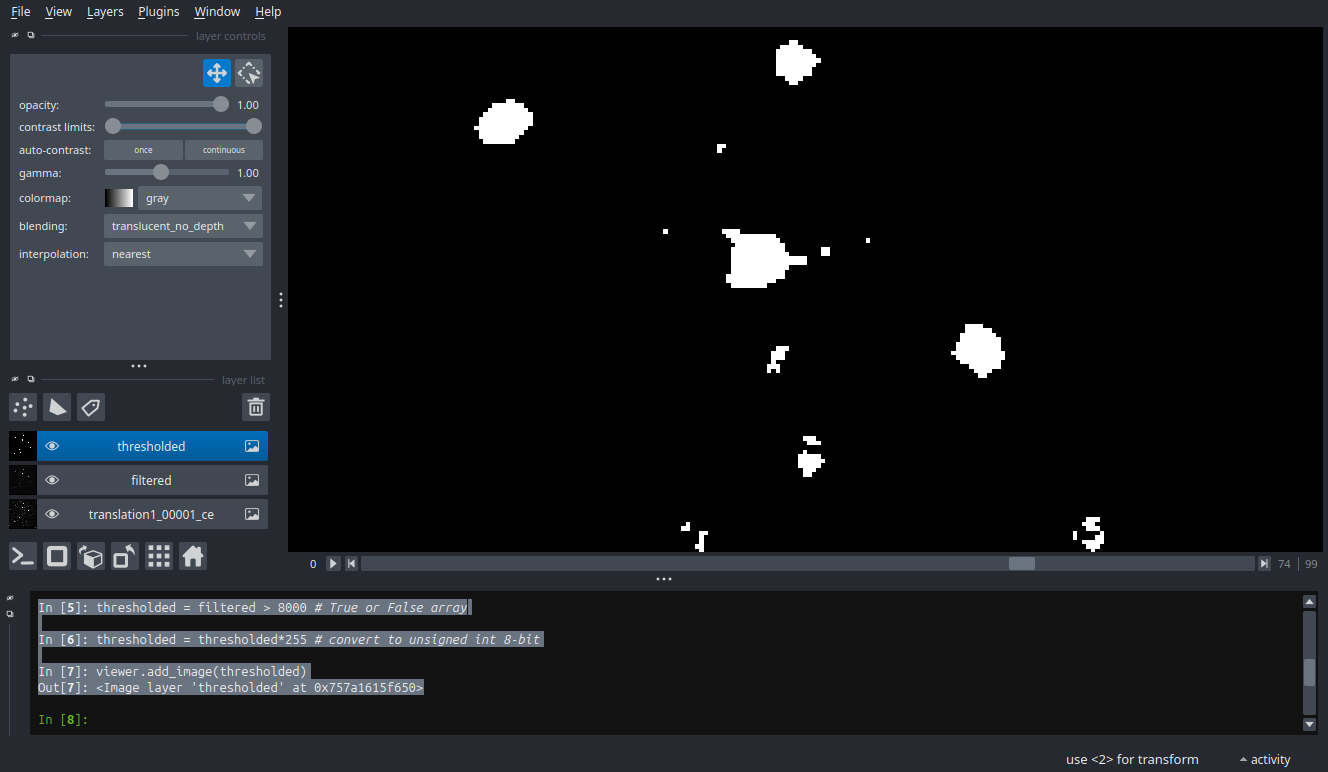 File View Layers Plugins Window Help
layer controls
opacity: 1.00
contrast limits:
auto-contrast: once continuous
gamma: 1.00
colormap: gray
blending: translucent_no_depth
interpolation: nearest
layer list
thresholded
filtered
translation1_00001_ce
0 74 99
In [5]: thresholded = filtered > 8000 # True or False array
In [6]: thresholded = thresholded*255 # convert to unsigned int 8-bit
In [7]: viewer.add_image(thresholded)
Out[7]: <Image layer 'thresholded' at 0x757a1615f650>
In [8]:
use <2> for transform activity